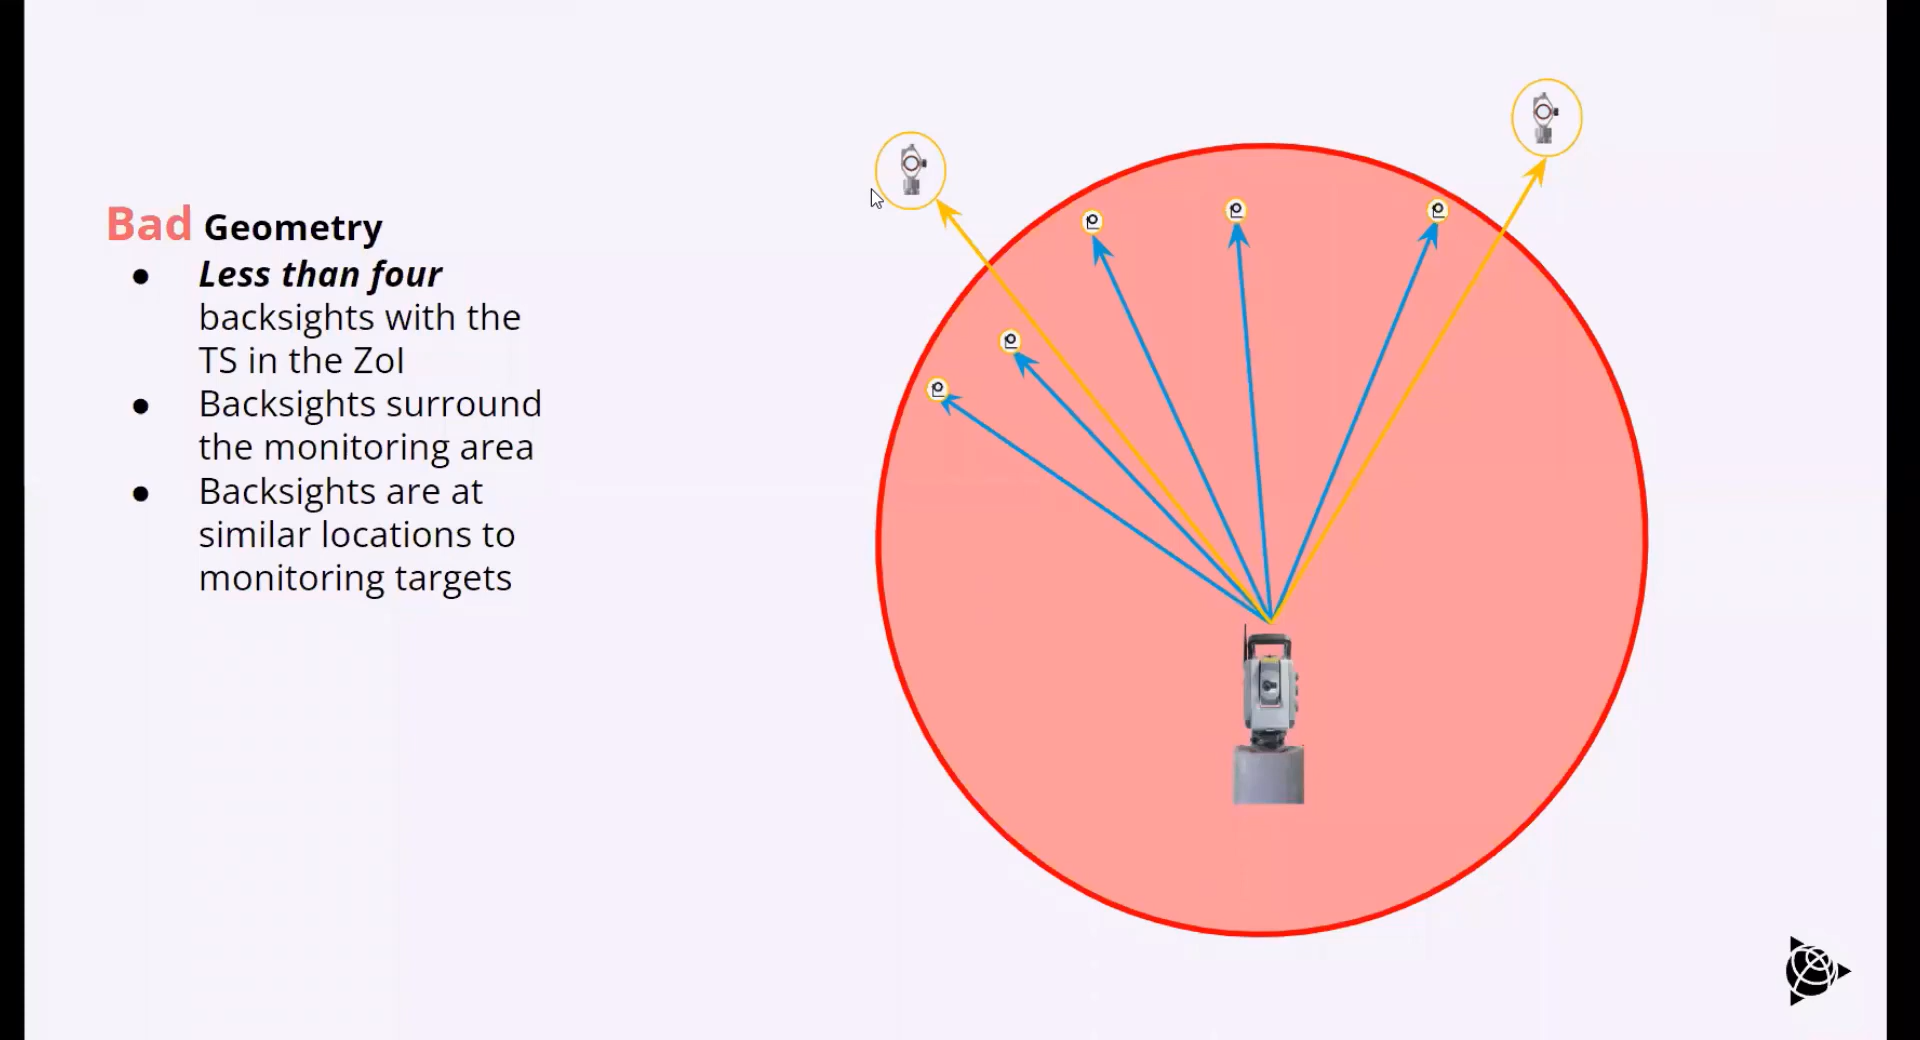 Bad Geometry
● Less than four
backsights with the
TS in the ZoI
● Backsights surround
the monitoring area
● Backsights are at
similar locations to
monitoring targets